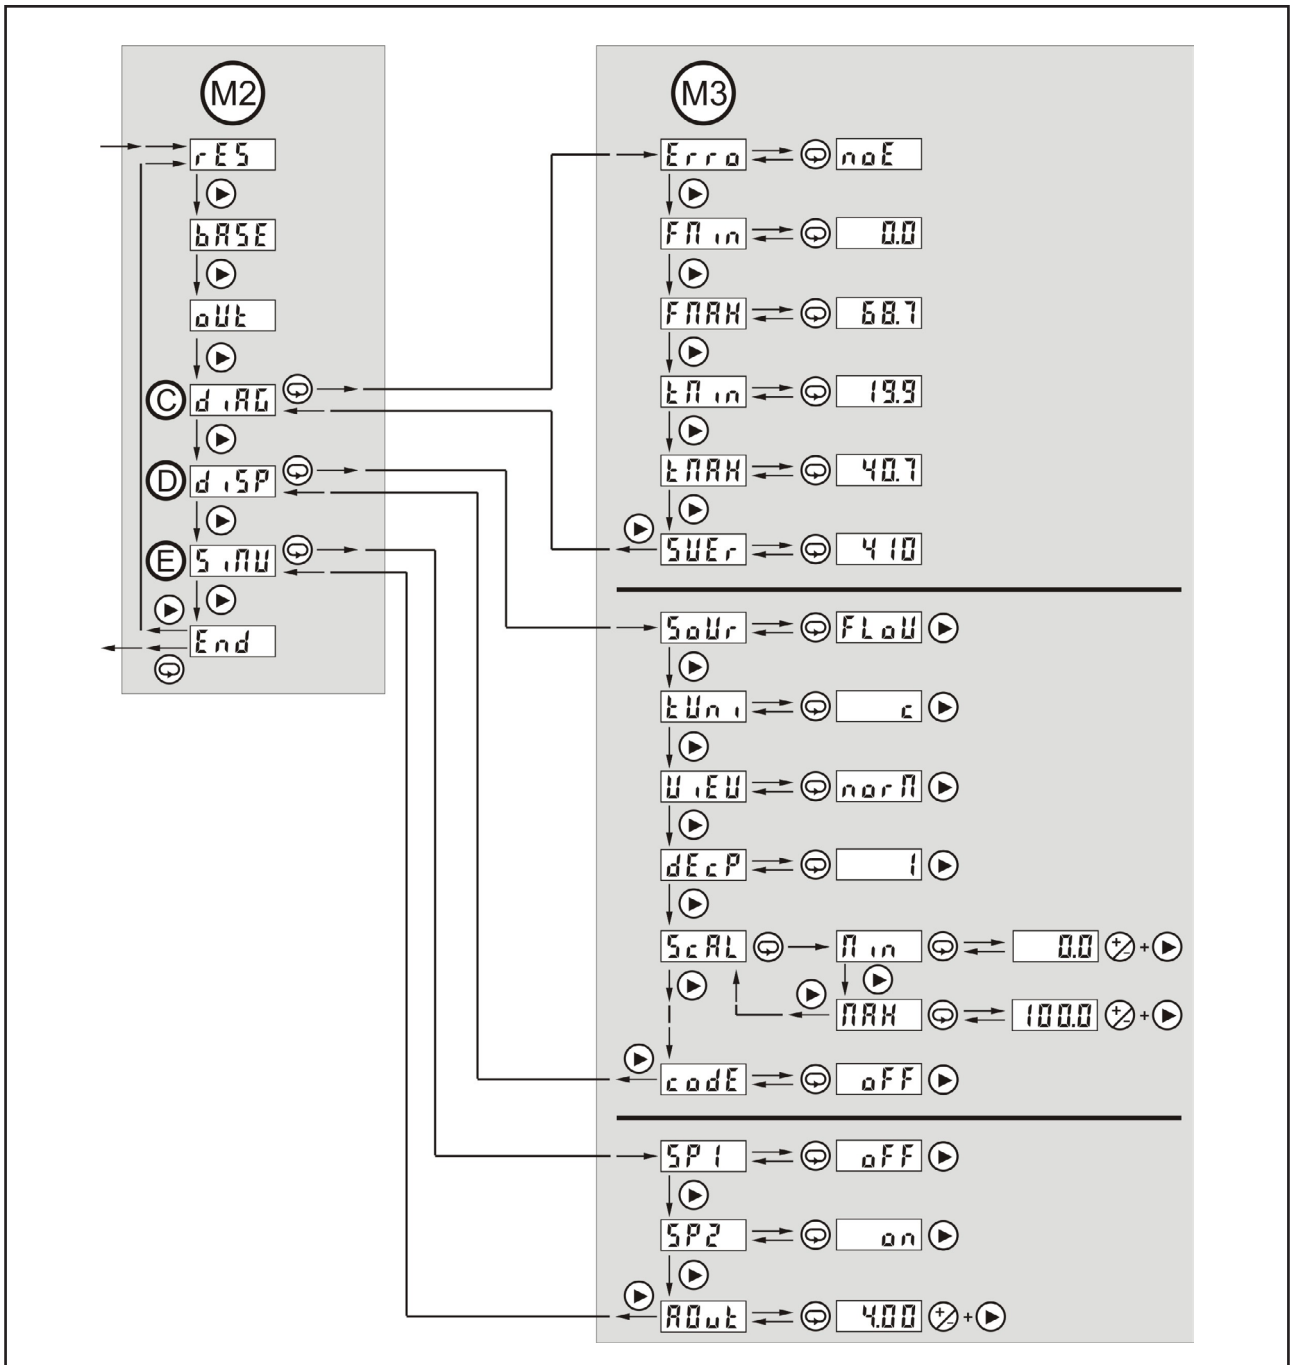 M2
rES
bASE
oUt
C
diAG
D
diSP
E
SiMU
End
M3
Erro
noE
FMin
0.0
FMAX
68.7
tMin
19.9
tMAX
40.7
SVEr
410
SoUr
FLoU
tUni
c
ViEU
norM
dEcP
1
ScAL
Min
0.0
+/- +
MAX
100.0
+/- +
codE
oFF
SP1
oFF
SP2
on
AOut
4.00
+/- +